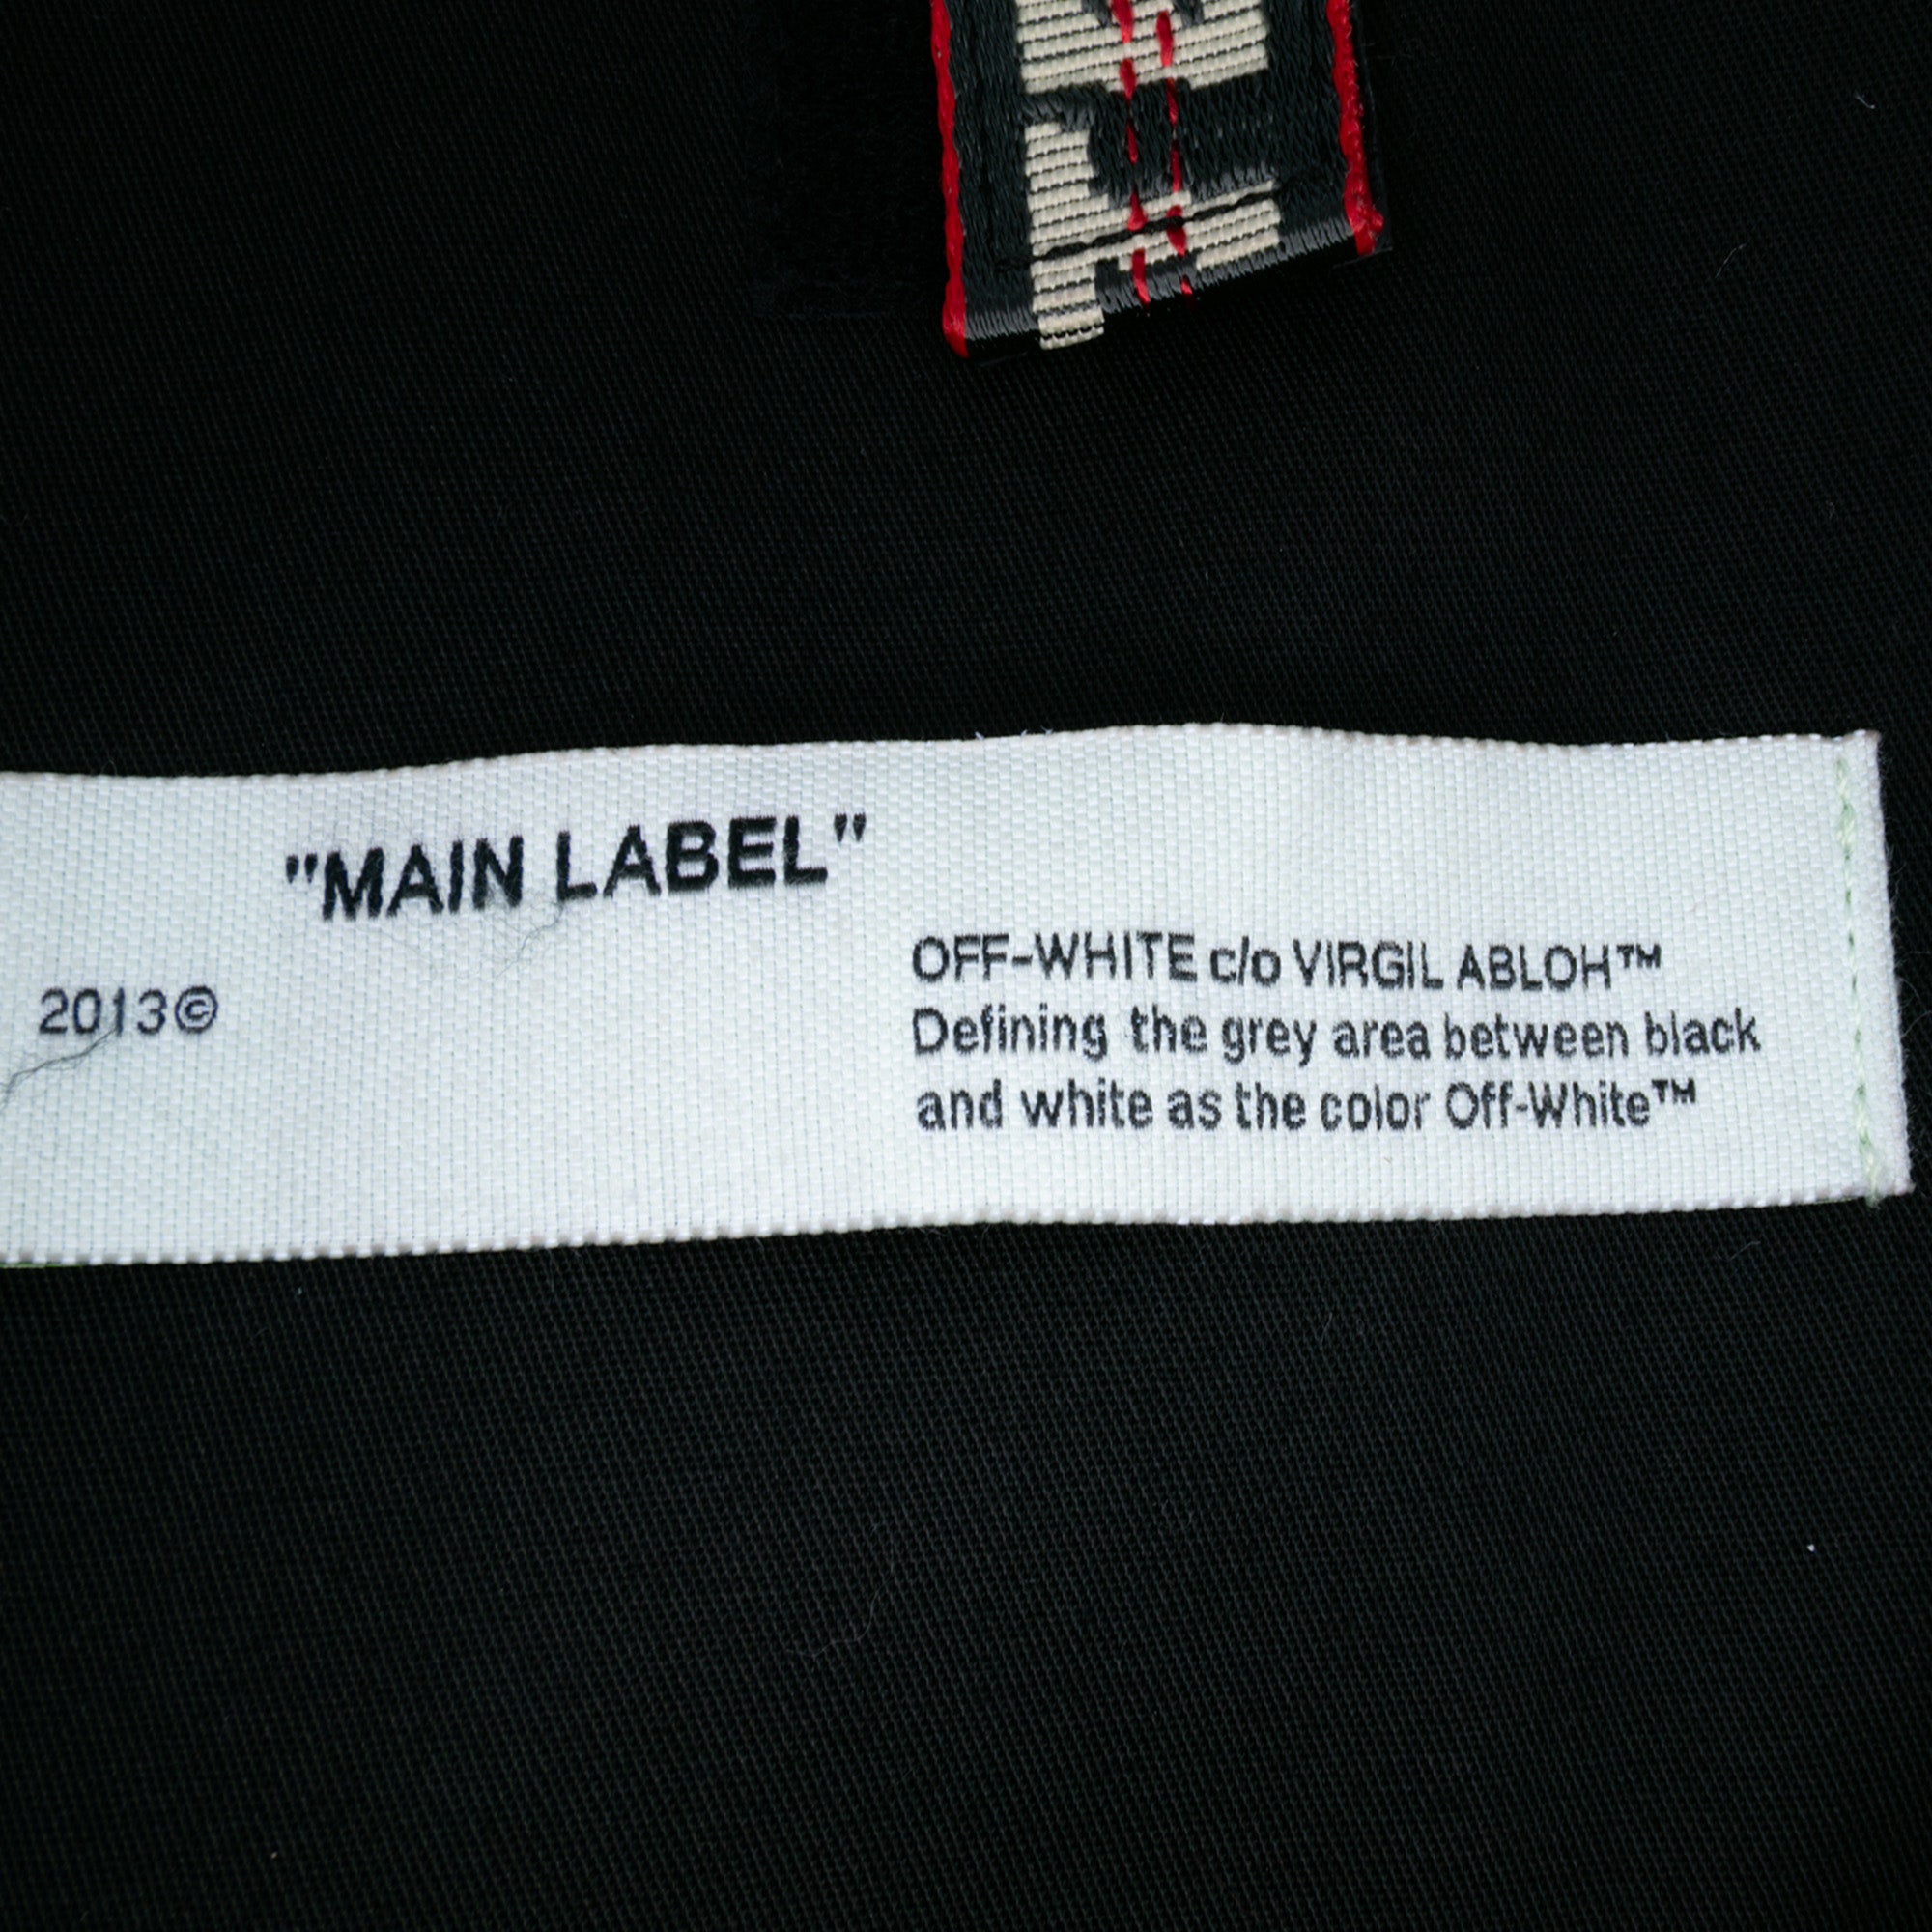 "MAIN LABEL"
2013©
OFF-WHITE c/o VIRGIL ABLOH™
Defining the grey area between black
and white as the color Off-White™